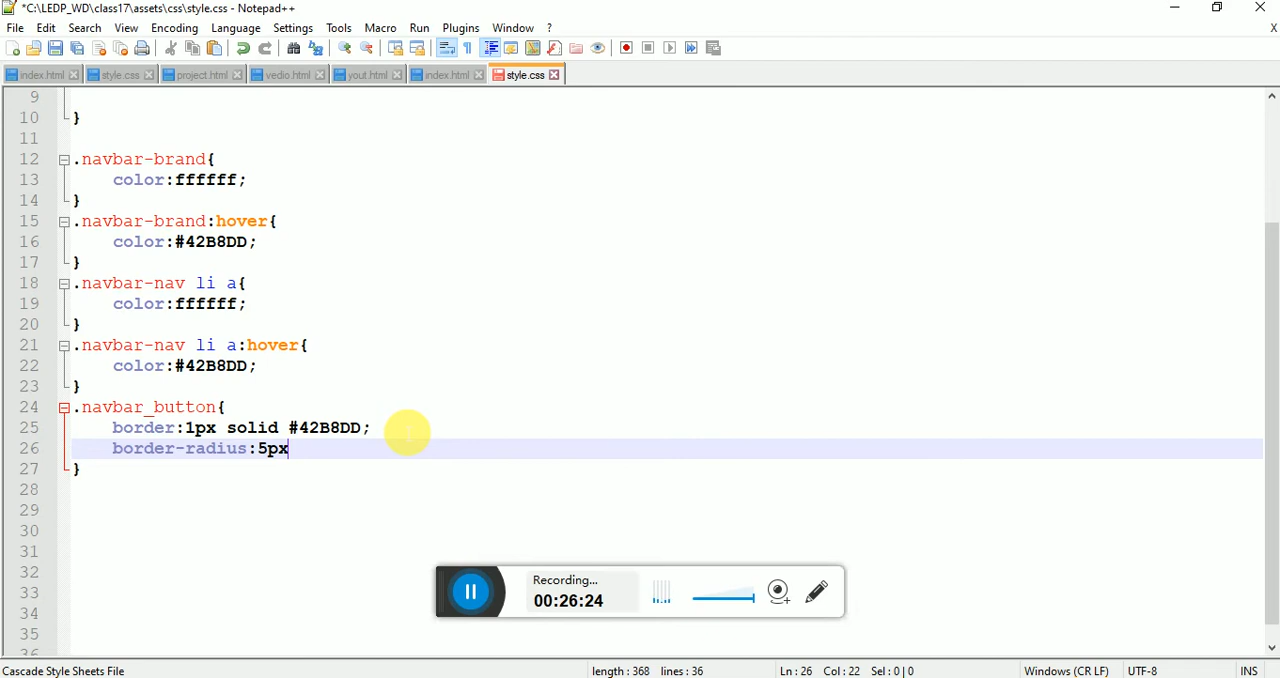 *C:\LEDP_WD\class17\assets\css\style.css - Notepad++
File Edit Search View Encoding Language Settings Tools Macro Run Plugins Window ? X
index.html style.css project.html vedio.html yout.html index.html style.css
9
10 }
11
12 .navbar-brand{
13 color:ffffff;
14 }
15 .navbar-brand:hover{
16 color:#42B8DD;
17 }
18 .navbar-nav li a{
19 color:ffffff;
20 }
21 .navbar-nav li a:hover{
22 color:#42B8DD;
23 }
24 .navbar_button{
25 border:1px solid #42B8DD;
26 border-radius:5px
27 }
28
29
30
31
32
33
34
35
36
Recording...
00:26:24
Cascade Style Sheets File length : 368 lines : 36 Ln : 26 Col : 22 Sel : 0 | 0 Windows (CR LF) UTF-8 INS